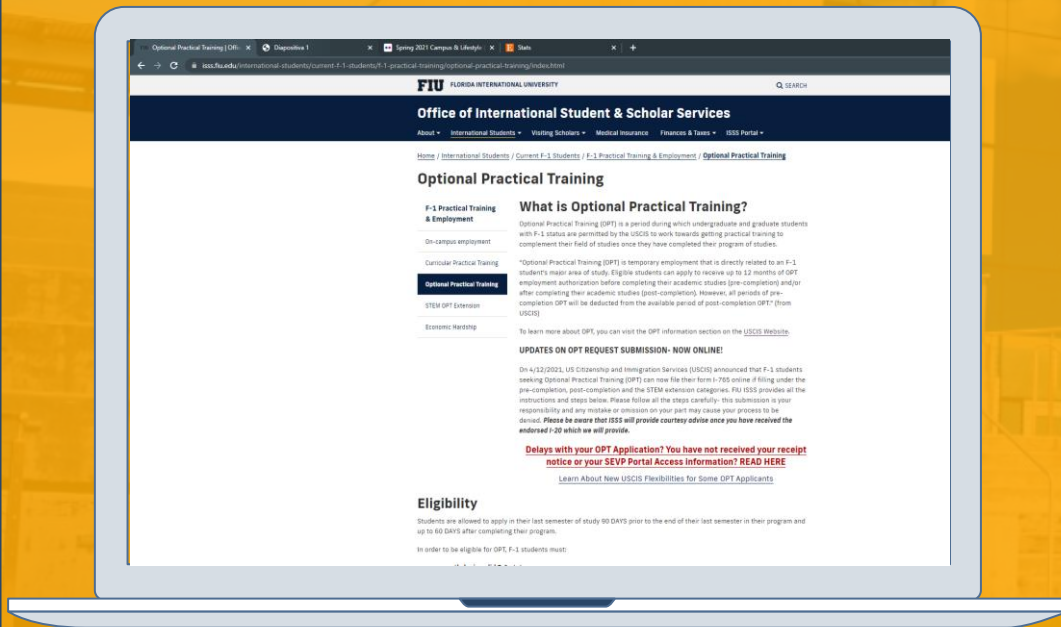 Optional Practical Training | Offi
Diapositiva 1
Spring 2021 Campus & Lifestyle
Stats
isss.fiu.edu/international-students/current-f-1-students/f-1-practical-training/optional-practical-training/index.html
FIU FLORIDA INTERNATIONAL UNIVERSITY
SEARCH
Office of International Student & Scholar Services
About International Students Visiting Scholars Medical Insurance Finances & Taxes ISSS Portal
Home / International Students / Current F-1 Students / F-1 Practical Training & Employment / Optional Practical Training
Optional Practical Training
F-1 Practical Training
& Employment
On-campus employment
Curricular Practical Training
Optional Practical Training
STEM OPT Extension
Economic Hardship
What is Optional Practical Training?
Optional Practical Training (OPT) is a period during which undergraduate and graduate students
with F-1 status are permitted by the USCIS to work towards getting practical training to
complement their field of studies once they have completed their program of studies.
"Optional Practical Training (OPT) is temporary employment that is directly related to an F-1
student's major area of study. Eligible students can apply to receive up to 12 months of OPT
employment authorization before completing their academic studies (pre-completion) and/or
after completing their academic studies (post-completion). However, all periods of pre-
completion OPT will be deducted from the available period of post-completion OPT." (from
USCIS)
To learn more about OPT, you can visit the OPT information section on the USCIS Website.
UPDATES ON OPT REQUEST SUBMISSION- NOW ONLINE!
On 4/12/2021, US Citizenship and Immigration Services (USCIS) announced that F-1 students
seeking Optional Practical Training (OPT) can now file their form I-765 online if filling under the
pre-completion, post-completion and the STEM extension categories. FIU ISSS provides all the
instructions and steps below. Please follow all the steps carefully- this submission is your
responsibility and any mistake or omission on your part may cause your process to be
denied. Please be aware that ISSS will provide courtesy advise once you have received the
endorsed I-20 which we will provide.
Delays with your OPT Application? You have not received your receipt
notice or your SEVP Portal Access Information? READ HERE
Learn About New USCIS Flexibilities for Some OPT Applicants
Eligibility
Students are allowed to apply in their last semester of study 90 DAYS prior to the end of their last semester in their program and
up to 60 DAYS after completing their program.
In order to be eligible for OPT, F-1 students must: